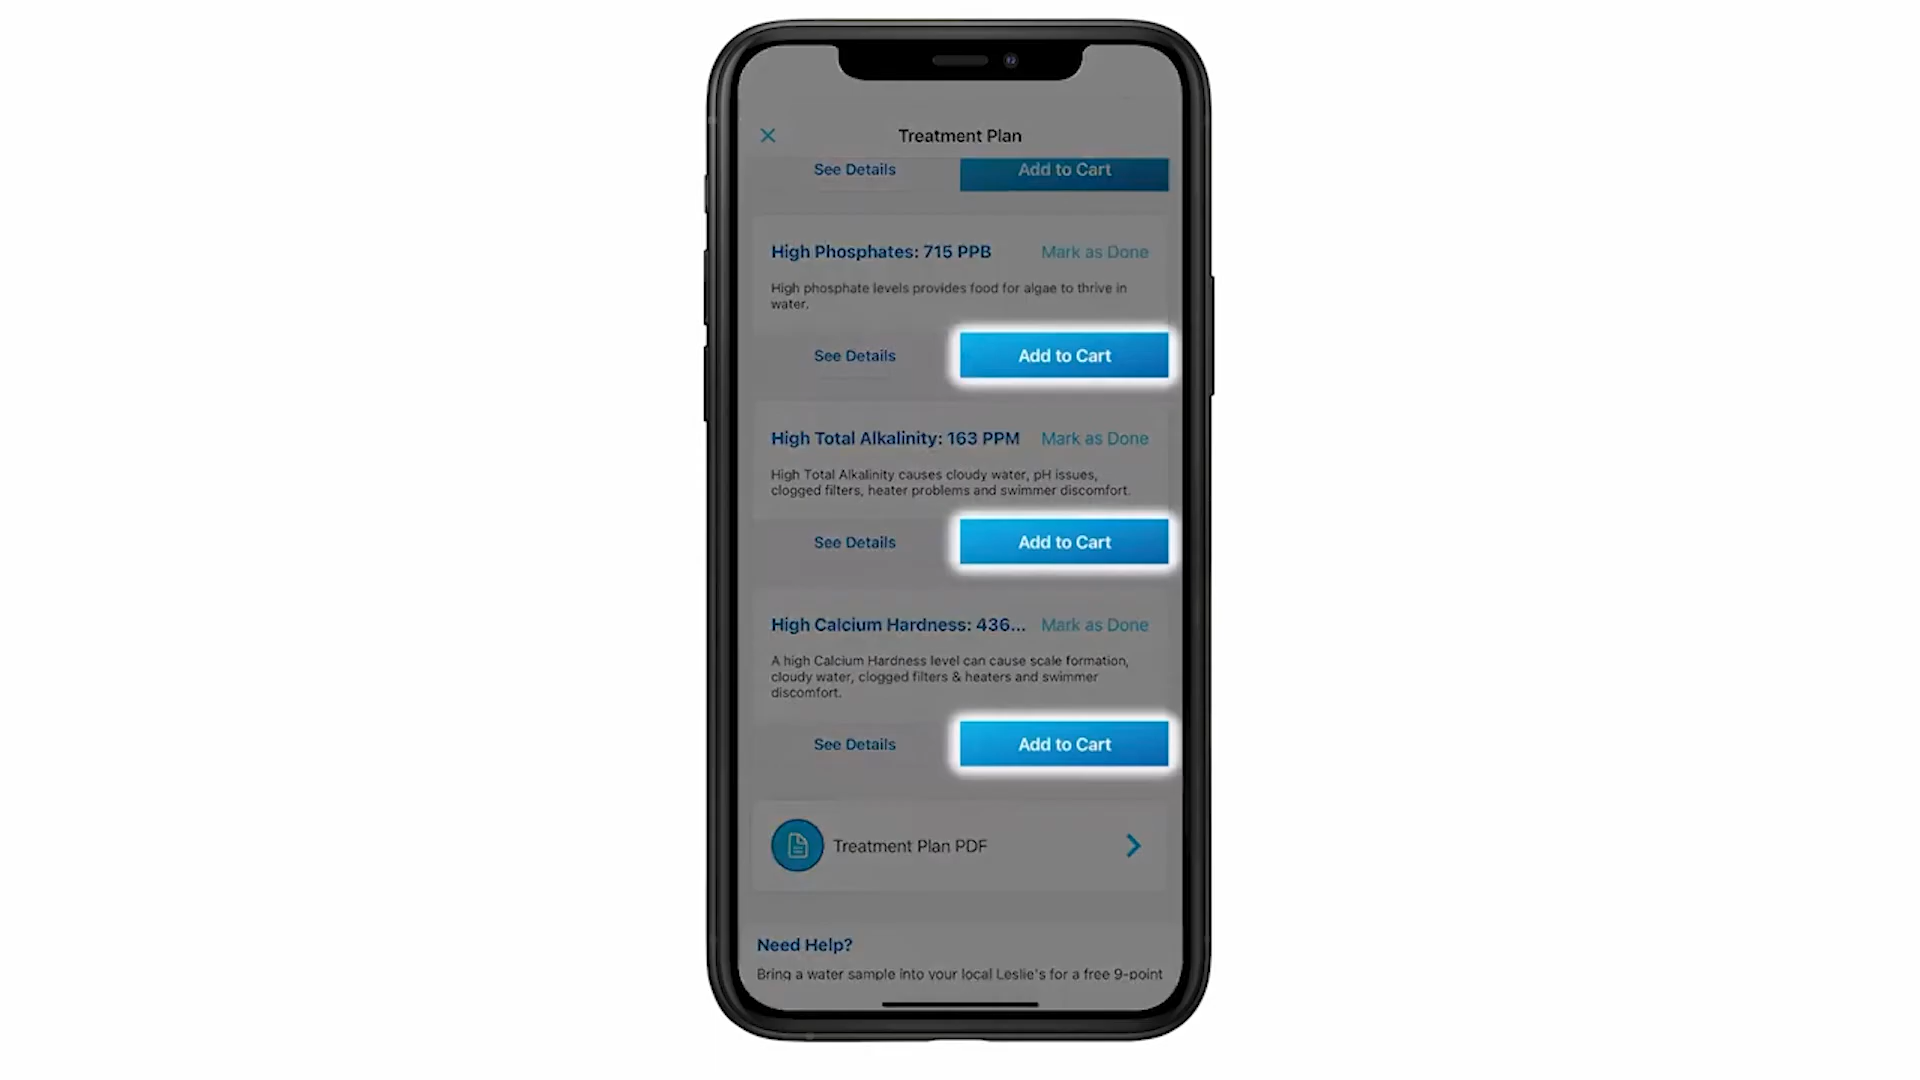 Treatment Plan
See Details
Add to Cart
High Phosphates: 715 PPB
Mark as Done
High phosphate levels provides food for algae to thrive in
water.
See Details
Add to Cart
High Total Alkalinity: 163 PPM
Mark as Done
High Total Alkalinity causes cloudy water, pH issues,
clogged filters, heater problems and swimmer discomfort.
See Details
Add to Cart
High Calcium Hardness: 436...
Mark as Done
A high Calcium Hardness level can cause scale formation,
cloudy water, clogged filters & heaters and swimmer
discomfort.
See Details
Add to Cart
Treatment Plan PDF
Need Help?
Bring a water sample into your local Leslie's for a free 9-point